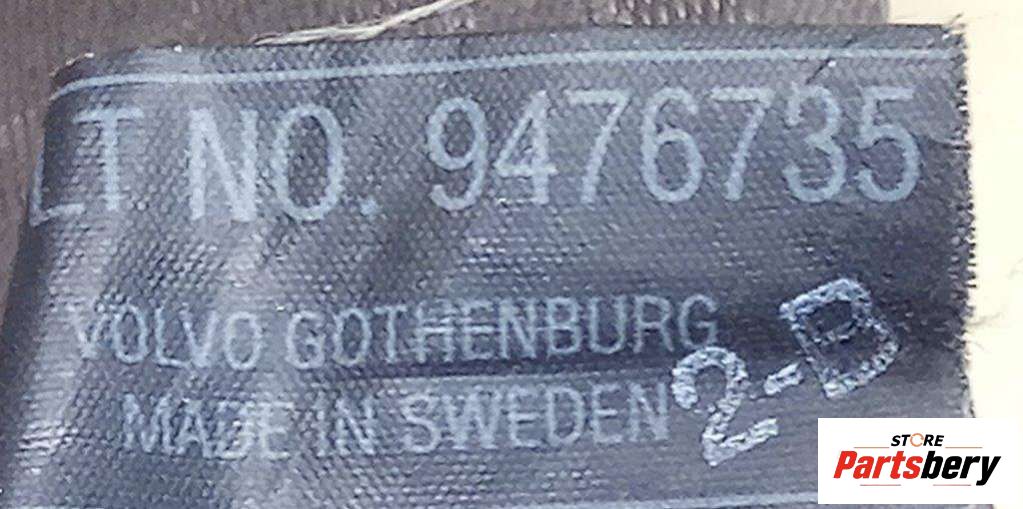 LT NO. 9476735
VOLVO GOTHENBURG
MADE IN SWEDEN
2-D
STORE
Partsbery